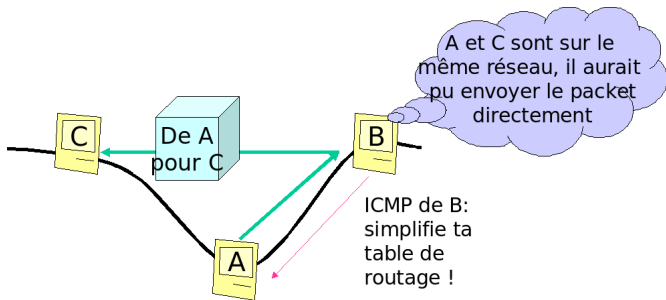 A et C sont sur le
même réseau, il aurait
pu envoyer le packet
directement
C
De A
pour C
B
ICMP de B:
simplifie ta
table de
routage !
A